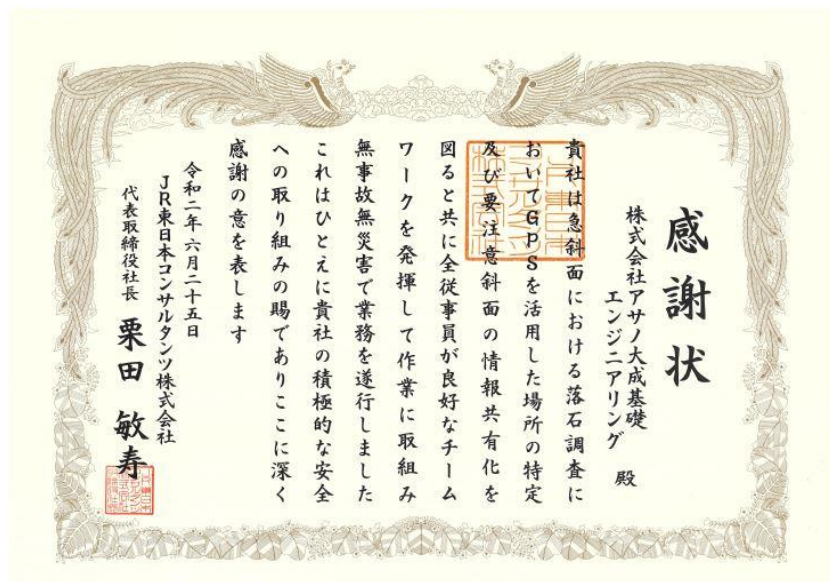 感謝状
株式会社アサノ大成基礎
エンジニアリング 殿
貴社は急斜面における落石調査に
おいてGPSを活用した場所の特定
及び要注意斜面の情報共有化を
図ると共に全従事員が良好なチーム
ワークを発揮して作業に取組み
無事故無災害で業務を遂行しました
これはひとえに貴社の積極的な安全
への取り組みの賜でありここに深く
感謝の意を表します
令和二年六月二十五日
JR東日本コンサルタンツ株式会社
代表取締役社長 栗田敏寿